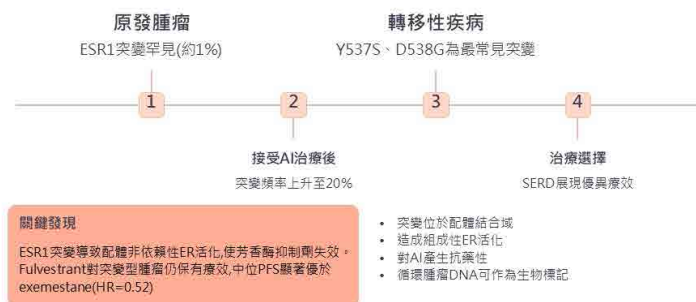 原發腫瘤
ESR1突變罕見(約1%)
轉移性疾病
Y537S、D538G為最常見突變
1
2
3
4
接受AI治療後
突變頻率上升至20%
治療選擇
SERD展現優異療效
關鍵發現
ESR1突變導致配體非依賴性ER活化,使芳香酶抑制劑失效。
Fulvestrant對突變型腫瘤仍保有療效,中位PFS顯著優於
exemestane(HR=0.52)
• 突變位於配體結合域
• 造成組成性ER活化
• 對AI產生抗藥性
• 循環腫瘤DNA可作為生物標記